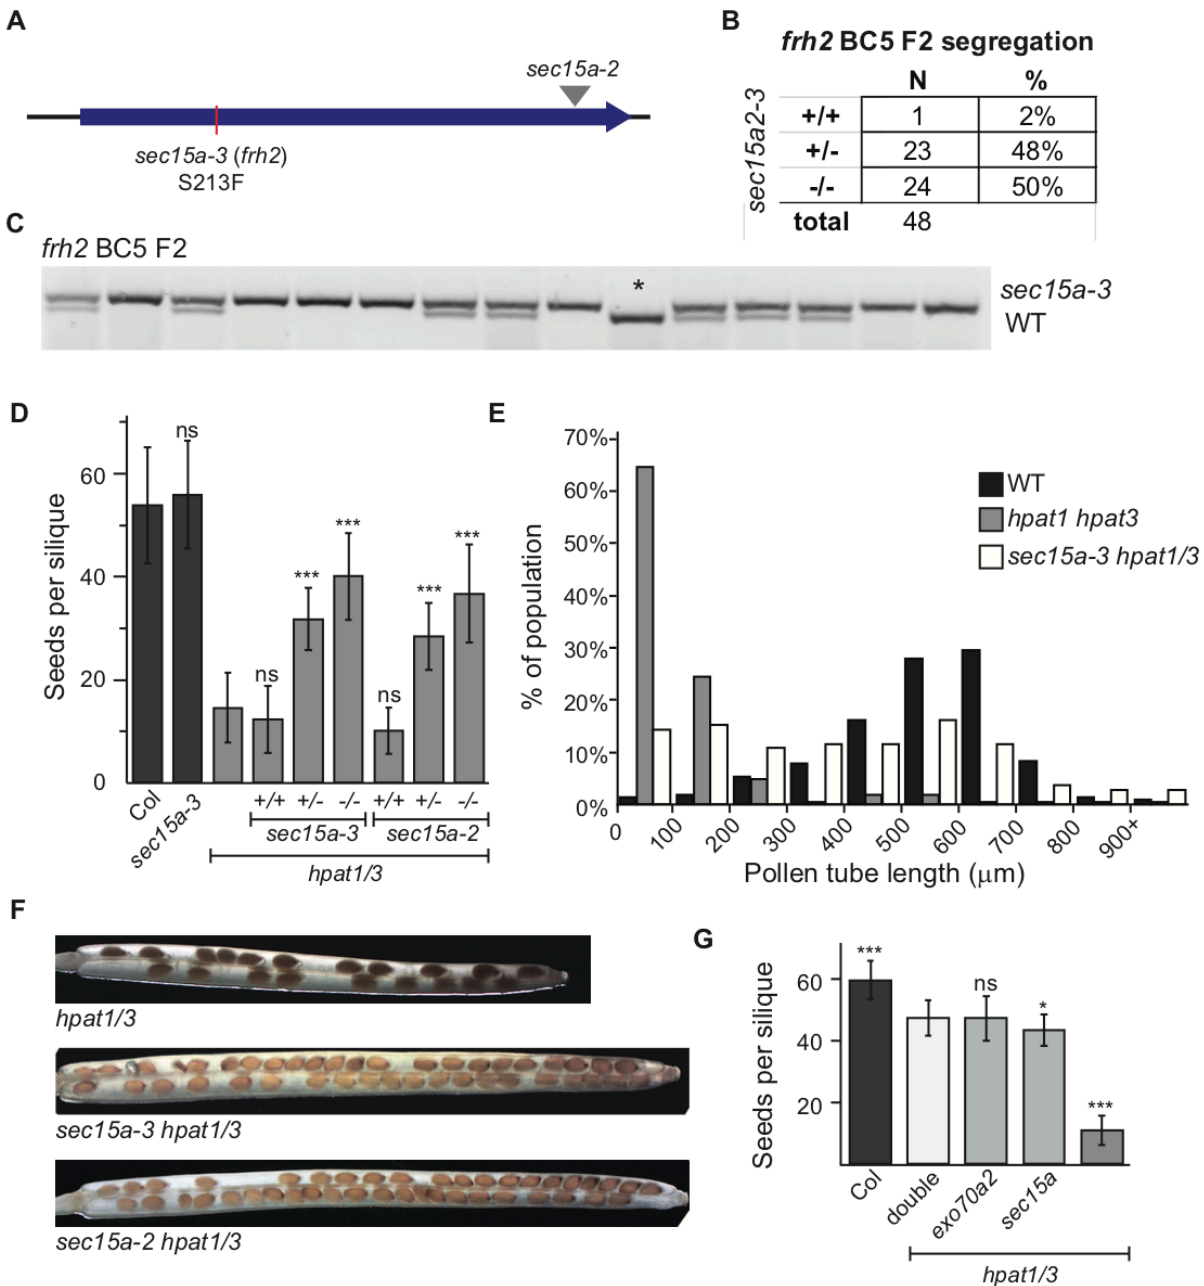 A
sec15a-2
sec15a-3 (frh2)
S213F
B
frh2 BC5 F2 segregation
sec15a2-3
N %
+/+ 1 2%
+/- 23 48%
-/- 24 50%
total 48
C
frh2 BC5 F2
*
sec15a-3
WT
D
Seeds per silique
60
40
20
0
ns
ns
***
***
ns
***
***
Col
sec15a-3
+/+ +/- -/- +/+ +/- -/-
sec15a-3 sec15a-2
hpat1/3
E
% of population
70%
60%
50%
40%
30%
20%
10%
0%
WT
hpat1 hpat3
sec15a-3 hpat1/3
0 100 200 300 400 500 600 700 800 900+
Pollen tube length (μm)
F
hpat1/3
sec15a-3 hpat1/3
sec15a-2 hpat1/3
G
Seeds per silique
60
40
20
***
ns
*
***
Col
double
exo70a2
sec15a
hpat1/3